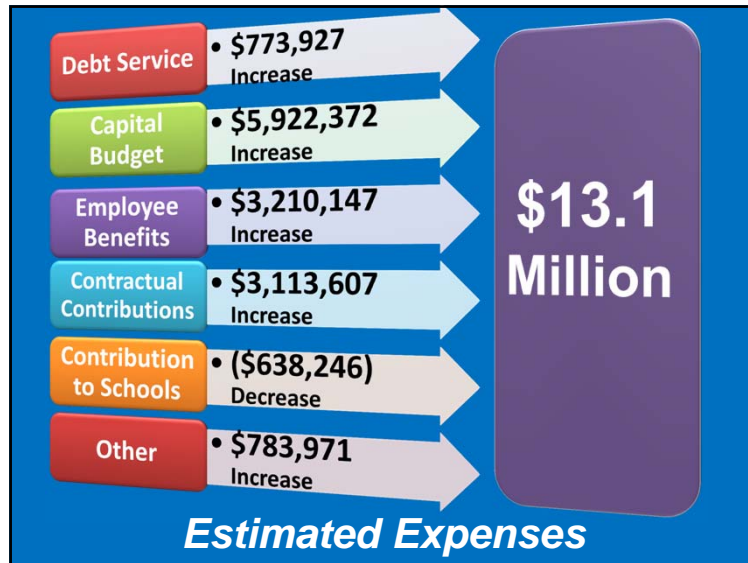 Debt Service
• $773,927
Increase
Capital
Budget
• $5,922,372
Increase
Employee
Benefits
• $3,210,147
Increase
Contractual
Contributions
• $3,113,607
Increase
Contribution
to Schools
• ($638,246)
Decrease
Other
• $783,971
Increase
$13.1
Million
Estimated Expenses